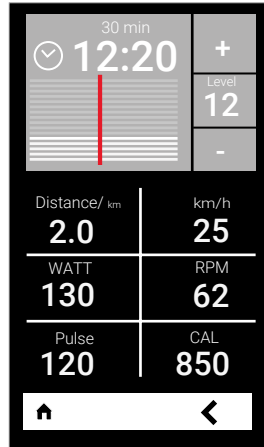 30 min
12:20
+
Level
12
-
Distance/ km
km/h
2.0
25
WATT
RPM
130
62
Pulse
CAL
120
850